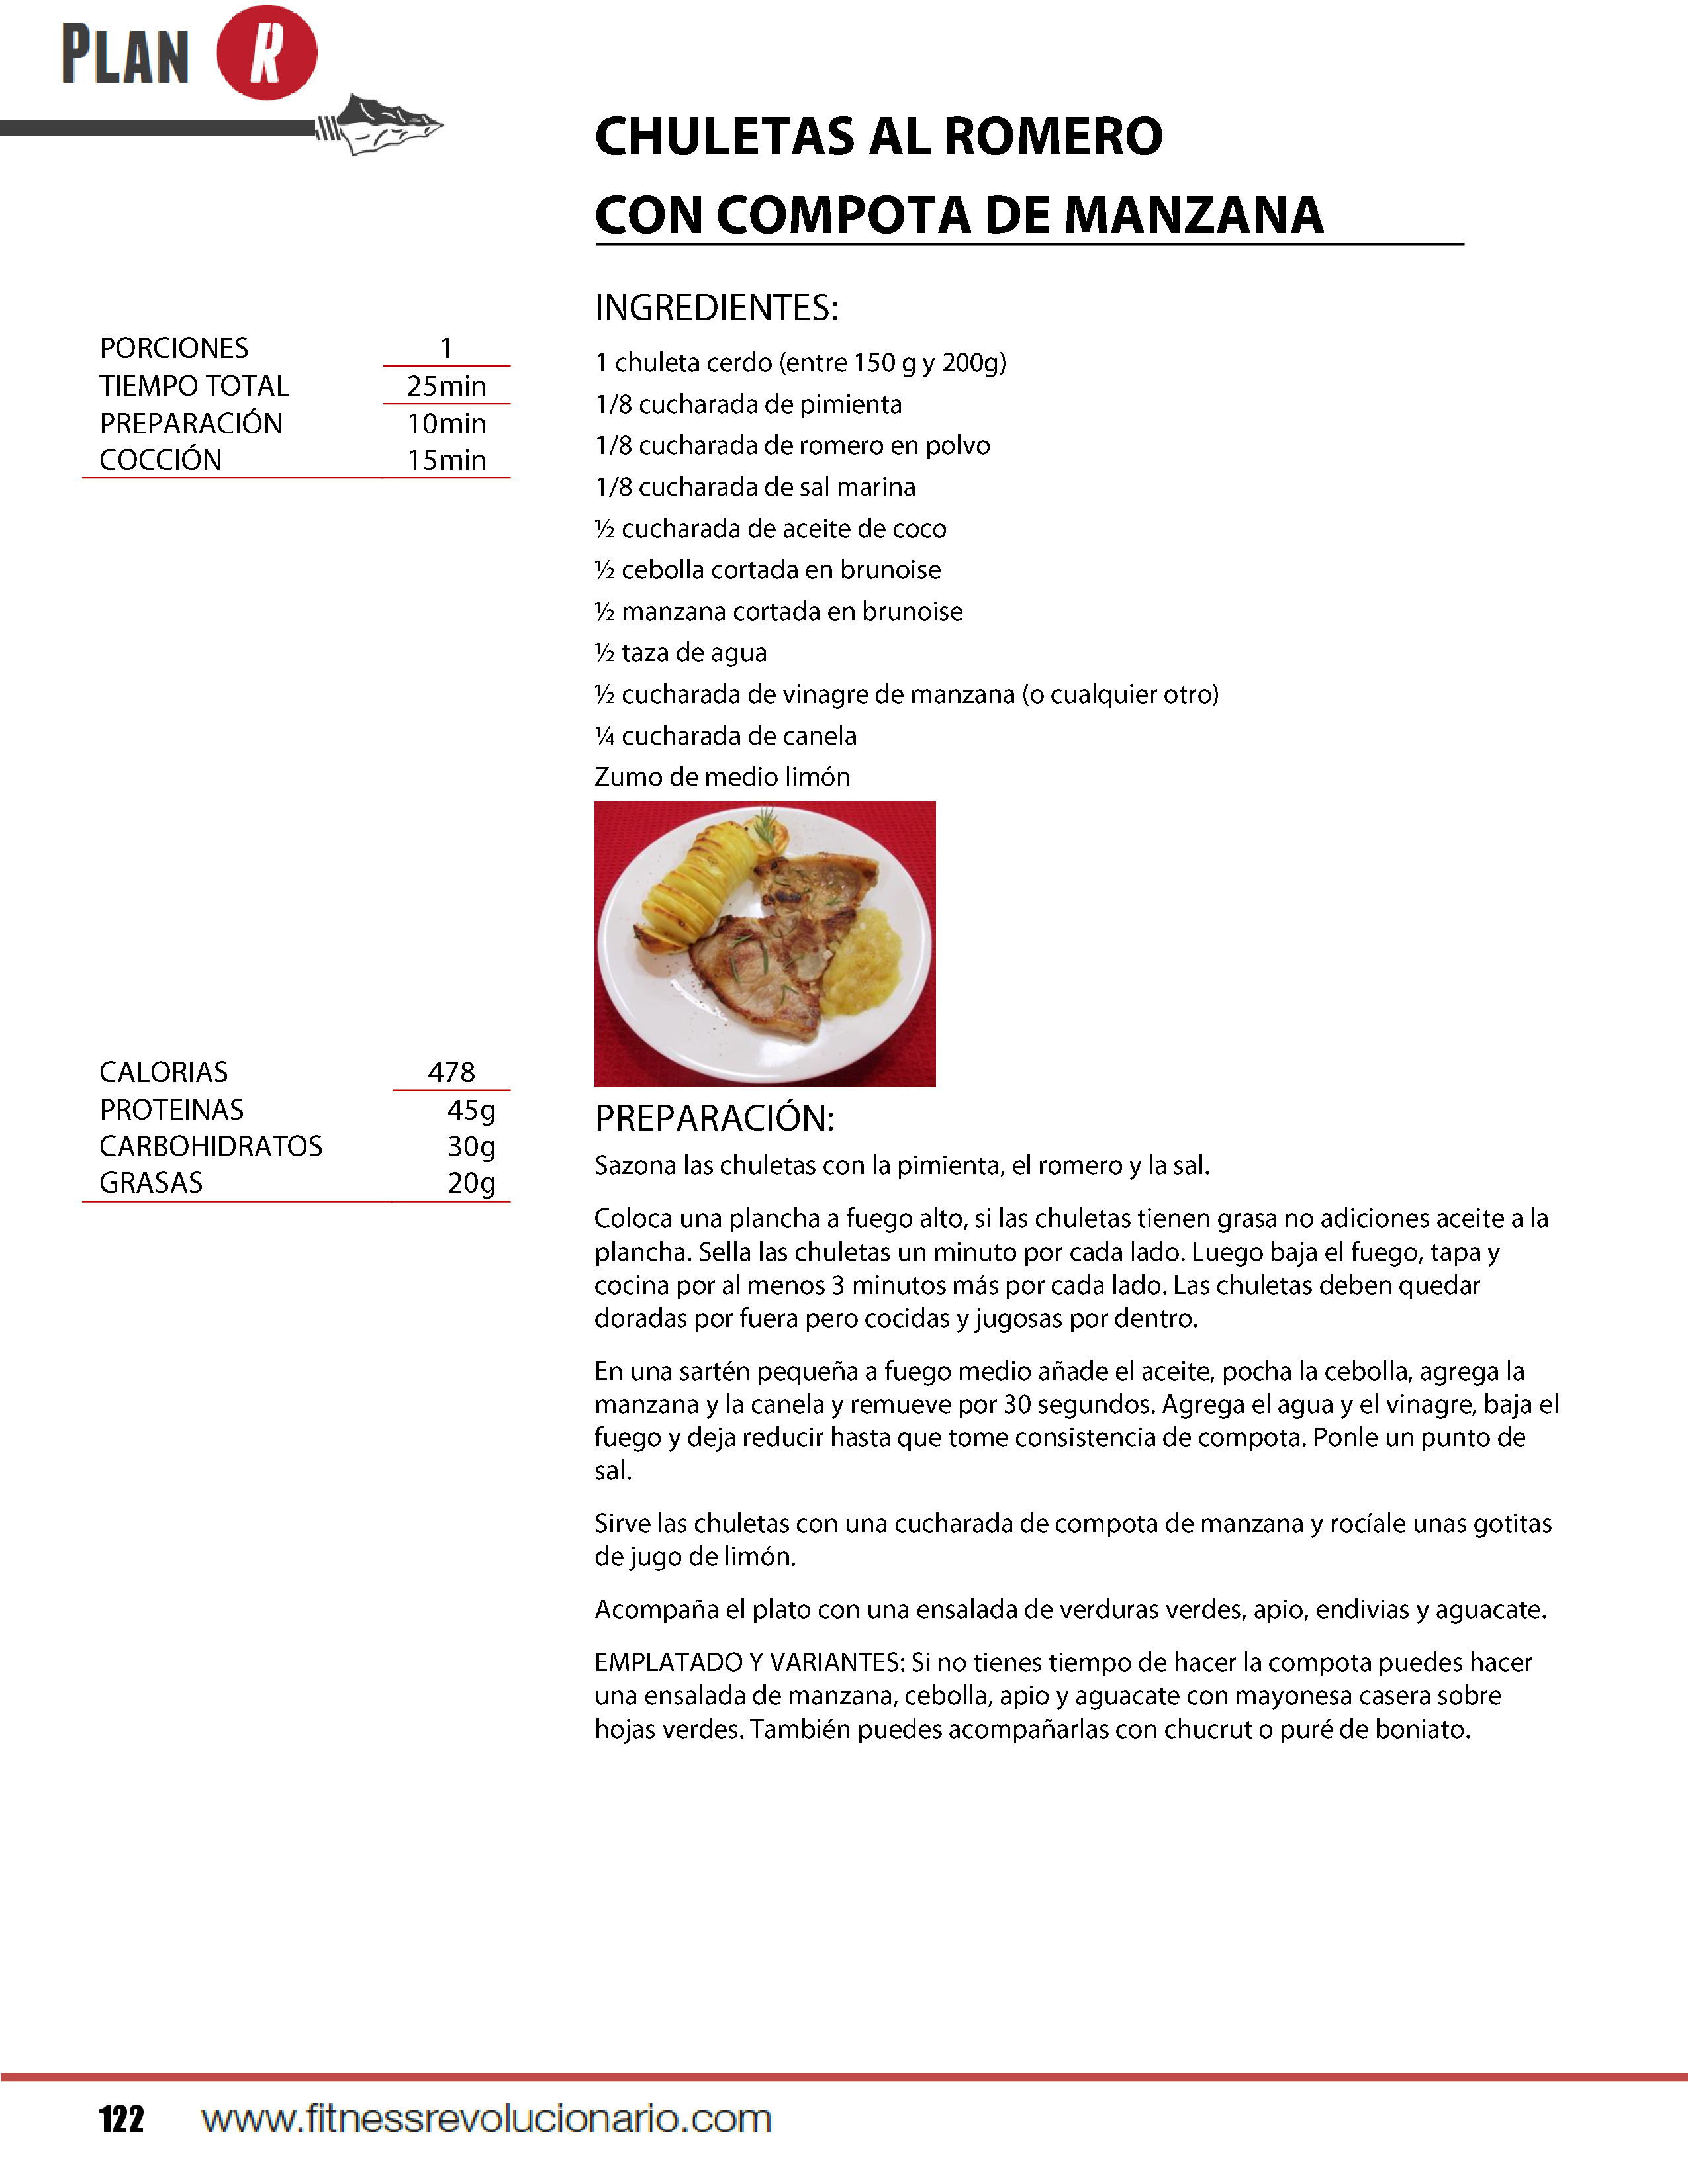 PLAN R
CHULETAS AL ROMERO
CON COMPOTA DE MANZANA
PORCIONES 1
TIEMPO TOTAL 25min
PREPARACIÓN 10min
COCCIÓN 15min
INGREDIENTES:
1 chuleta cerdo (entre 150 g y 200g)
1/8 cucharada de pimienta
1/8 cucharada de romero en polvo
1/8 cucharada de sal marina
½ cucharada de aceite de coco
½ cebolla cortada en brunoise
½ manzana cortada en brunoise
½ taza de agua
½ cucharada de vinagre de manzana (o cualquier otro)
¼ cucharada de canela
Zumo de medio limón
CALORIAS 478
PROTEINAS 45g
CARBOHIDRATOS 30g
GRASAS 20g
PREPARACIÓN:
Sazona las chuletas con la pimienta, el romero y la sal.
Coloca una plancha a fuego alto, si las chuletas tienen grasa no adiciones aceite a la
plancha. Sella las chuletas un minuto por cada lado. Luego baja el fuego, tapa y
cocina por al menos 3 minutos más por cada lado. Las chuletas deben quedar
doradas por fuera pero cocidas y jugosas por dentro.
En una sartén pequeña a fuego medio añade el aceite, pocha la cebolla, agrega la
manzana y la canela y remueve por 30 segundos. Agrega el agua y el vinagre, baja el
fuego y deja reducir hasta que tome consistencia de compota. Ponle un punto de
sal.
Sirve las chuletas con una cucharada de compota de manzana y rocíale unas gotitas
de jugo de limón.
Acompaña el plato con una ensalada de verduras verdes, apio, endivias y aguacate.
EMPLATADO Y VARIANTES: Si no tienes tiempo de hacer la compota puedes hacer
una ensalada de manzana, cebolla, apio y aguacate con mayonesa casera sobre
hojas verdes. También puedes acompañarlas con chucrut o puré de boniato.
122 www.fitnessrevolucionario.com